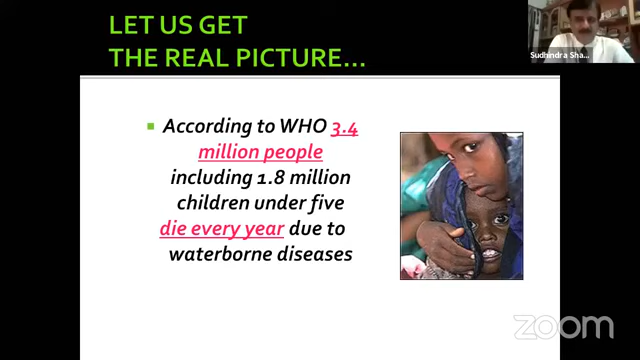 LET US GET
THE REAL PICTURE...
Sudhindra Sha...
According to WHO 3.4
million people
including 1.8 million
children under five
die every year due to
waterborne diseases
zoom